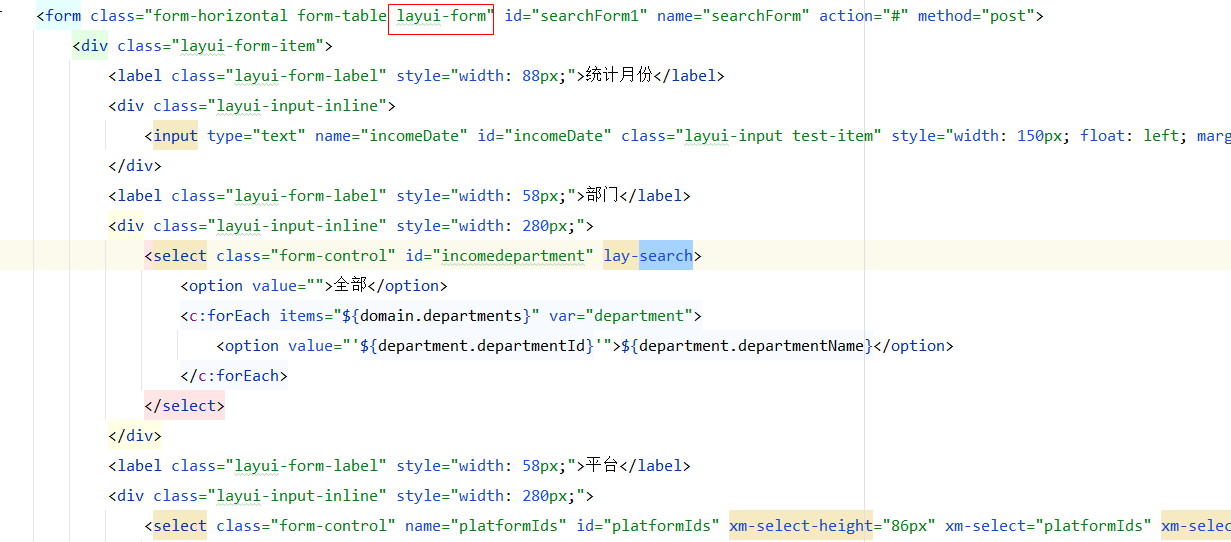 <form class="form-horizontal form-table layui-form" id="searchForm1" name="searchForm" action="#" method="post">
<div class="layui-form-item">
<label class="layui-form-label" style="width: 88px;">统计月份</label>
<div class="layui-input-inline">
<input type="text" name="incomeDate" id="incomeDate" class="layui-input test-item" style="width: 150px; float: left; marg
</div>
<label class="layui-form-label" style="width: 58px;">部门</label>
<div class="layui-input-inline" style="width: 280px;">
<select class="form-control" id="incomedepartment" lay-search>
<option value="">全部</option>
<c:forEach items="${domain.departments}" var="department">
<option value="'${department.departmentId}'">${department.departmentName}</option>
</c:forEach>
</select>
</div>
<label class="layui-form-label" style="width: 58px;">平台</label>
<div class="layui-input-inline" style="width: 280px;">
<select class="form-control" name="platformIds" id="platformIds" xm-select-height="86px" xm-select="platformIds" xm-selec